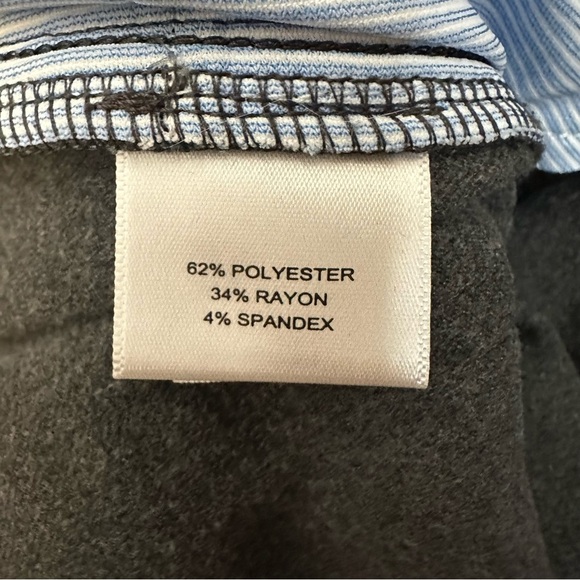 62% POLYESTER
34% RAYON
4% SPANDEX